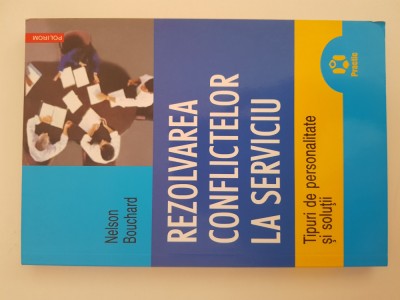 POLIROM
Nelson
Bouchard
REZOLVAREA
CONFLICTELOR
LA SERVICIU
Tipuri de personalitate
și soluții
Practic